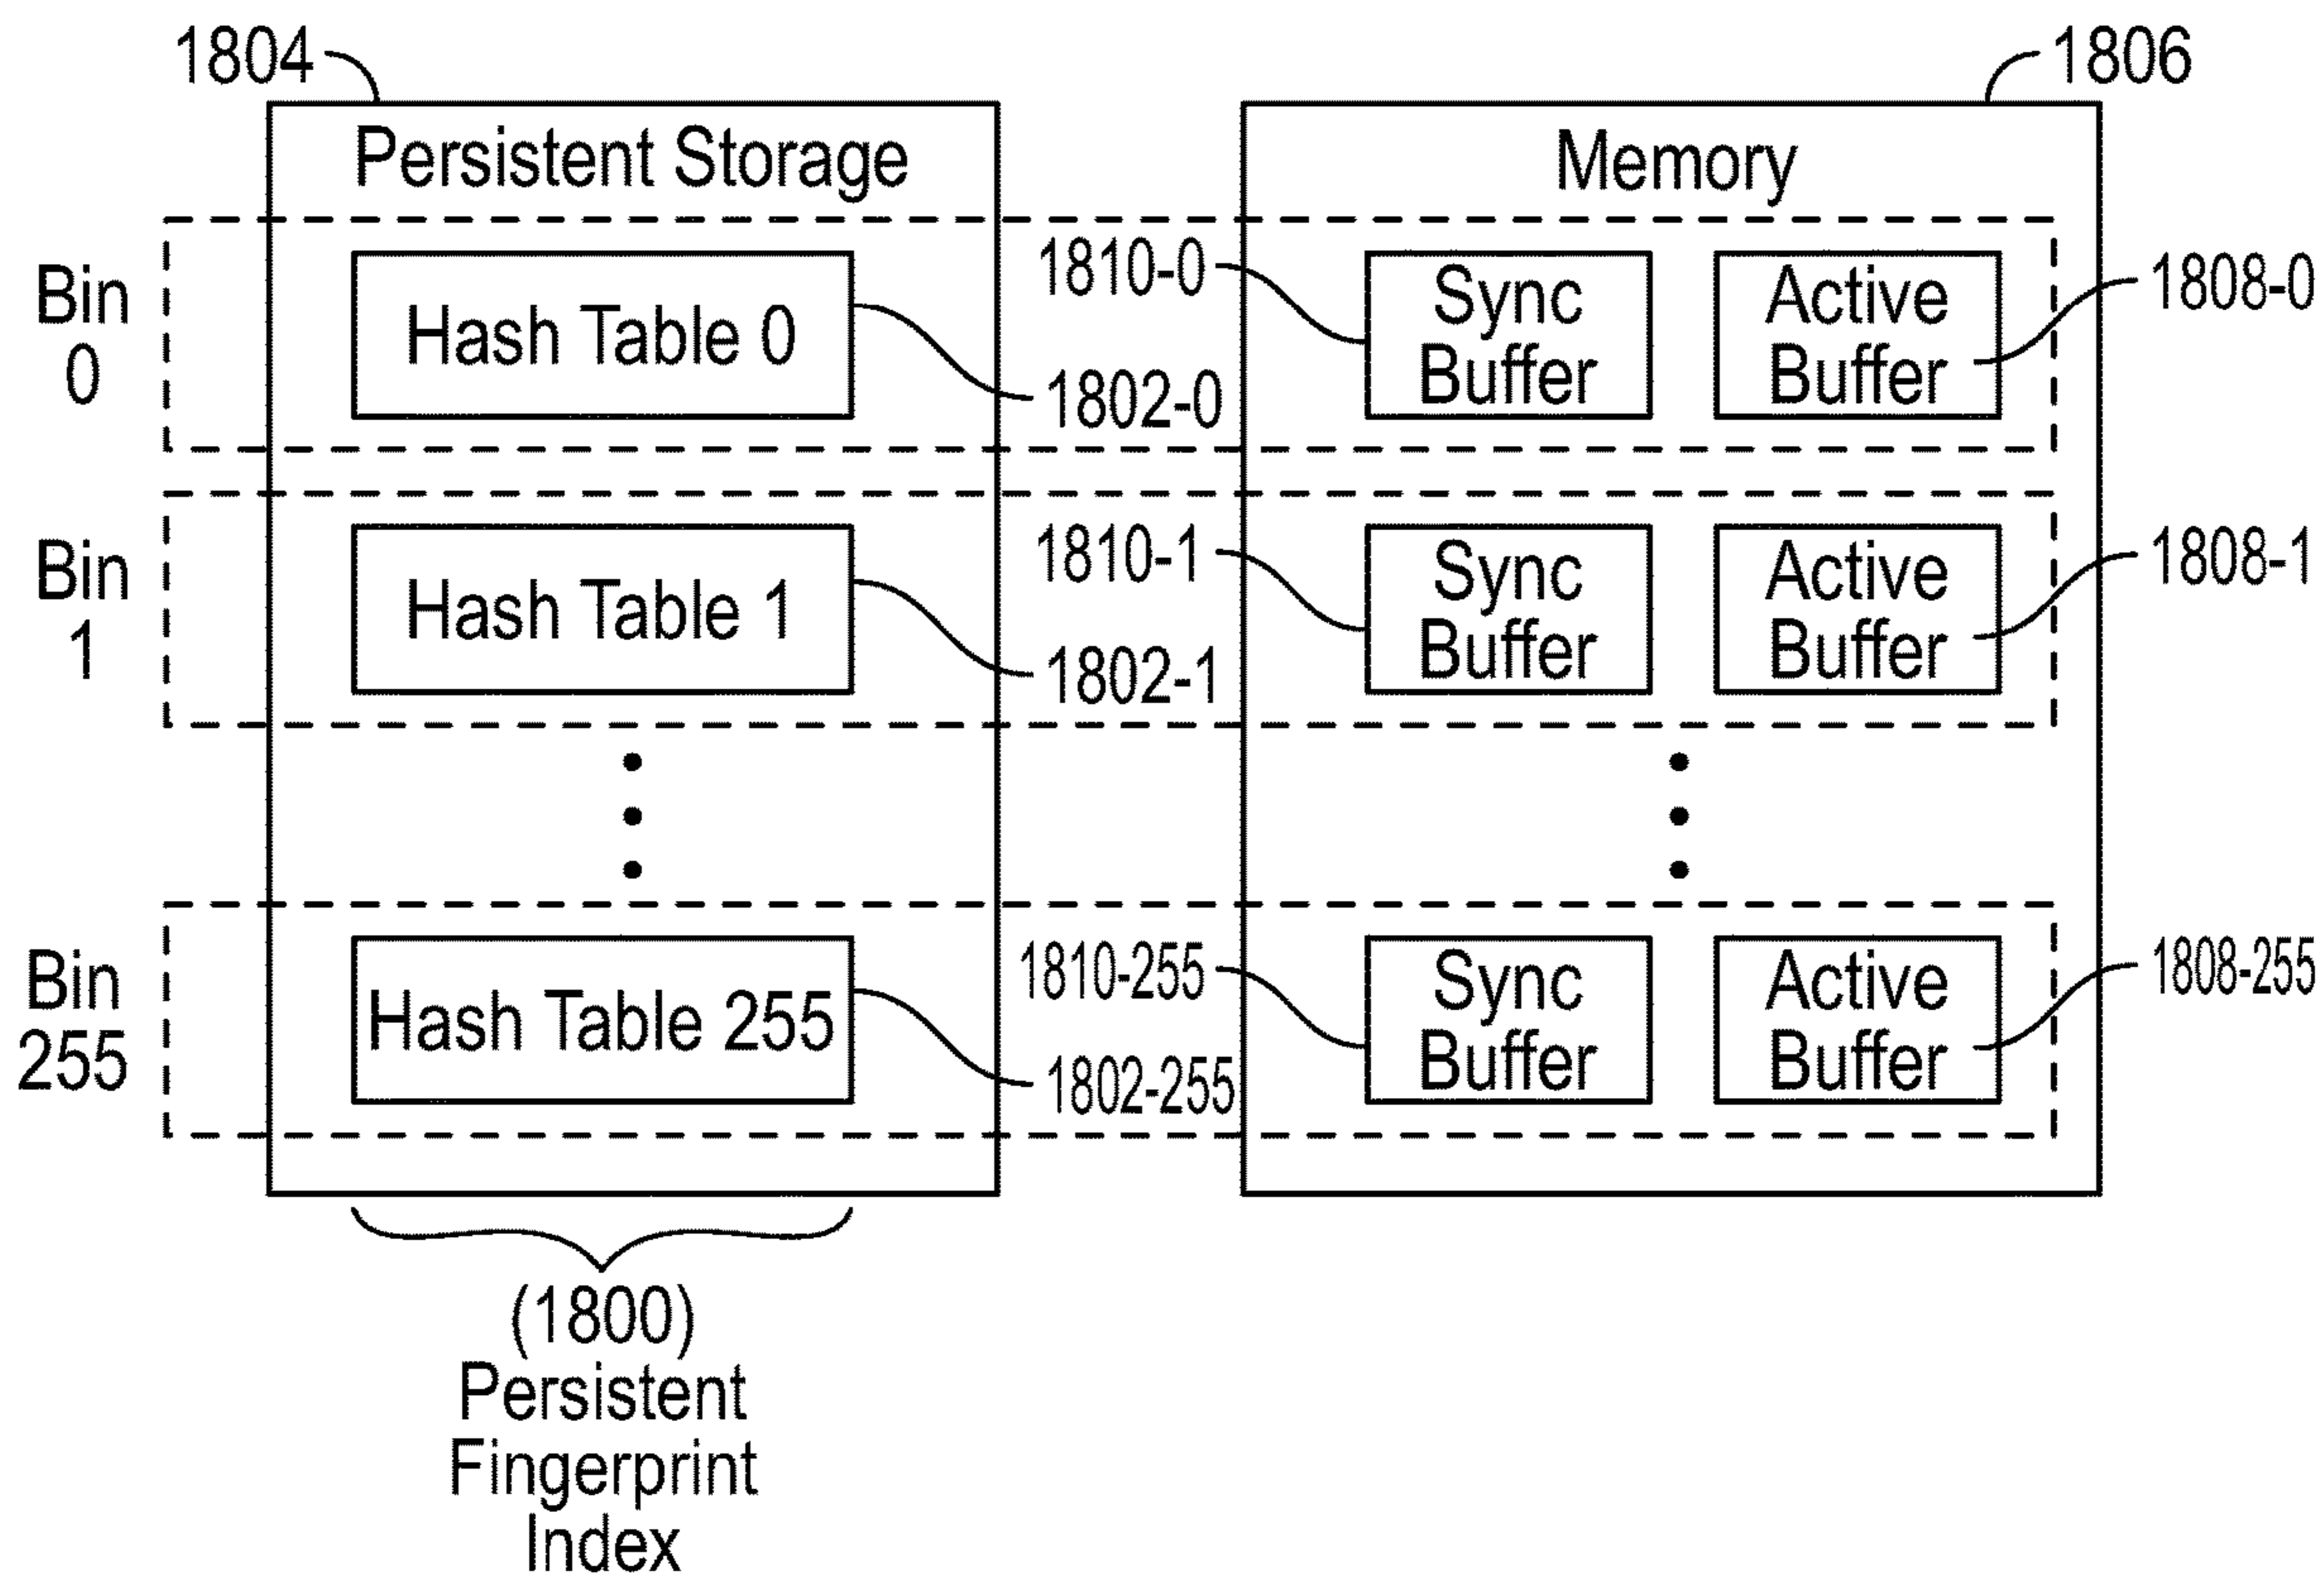 1804
1806
Persistent Storage
Memory
Bin
0
Hash Table 0
1810-0
1802-0
Sync
Buffer
Active
Buffer
1808-0
Bin
1
Hash Table 1
1810-1
1802-1
Sync
Buffer
Active
Buffer
1808-1
Bin
255
Hash Table 255
1810-255
1802-255
Sync
Buffer
Active
Buffer
1808-255
(1800)
Persistent
Fingerprint
Index